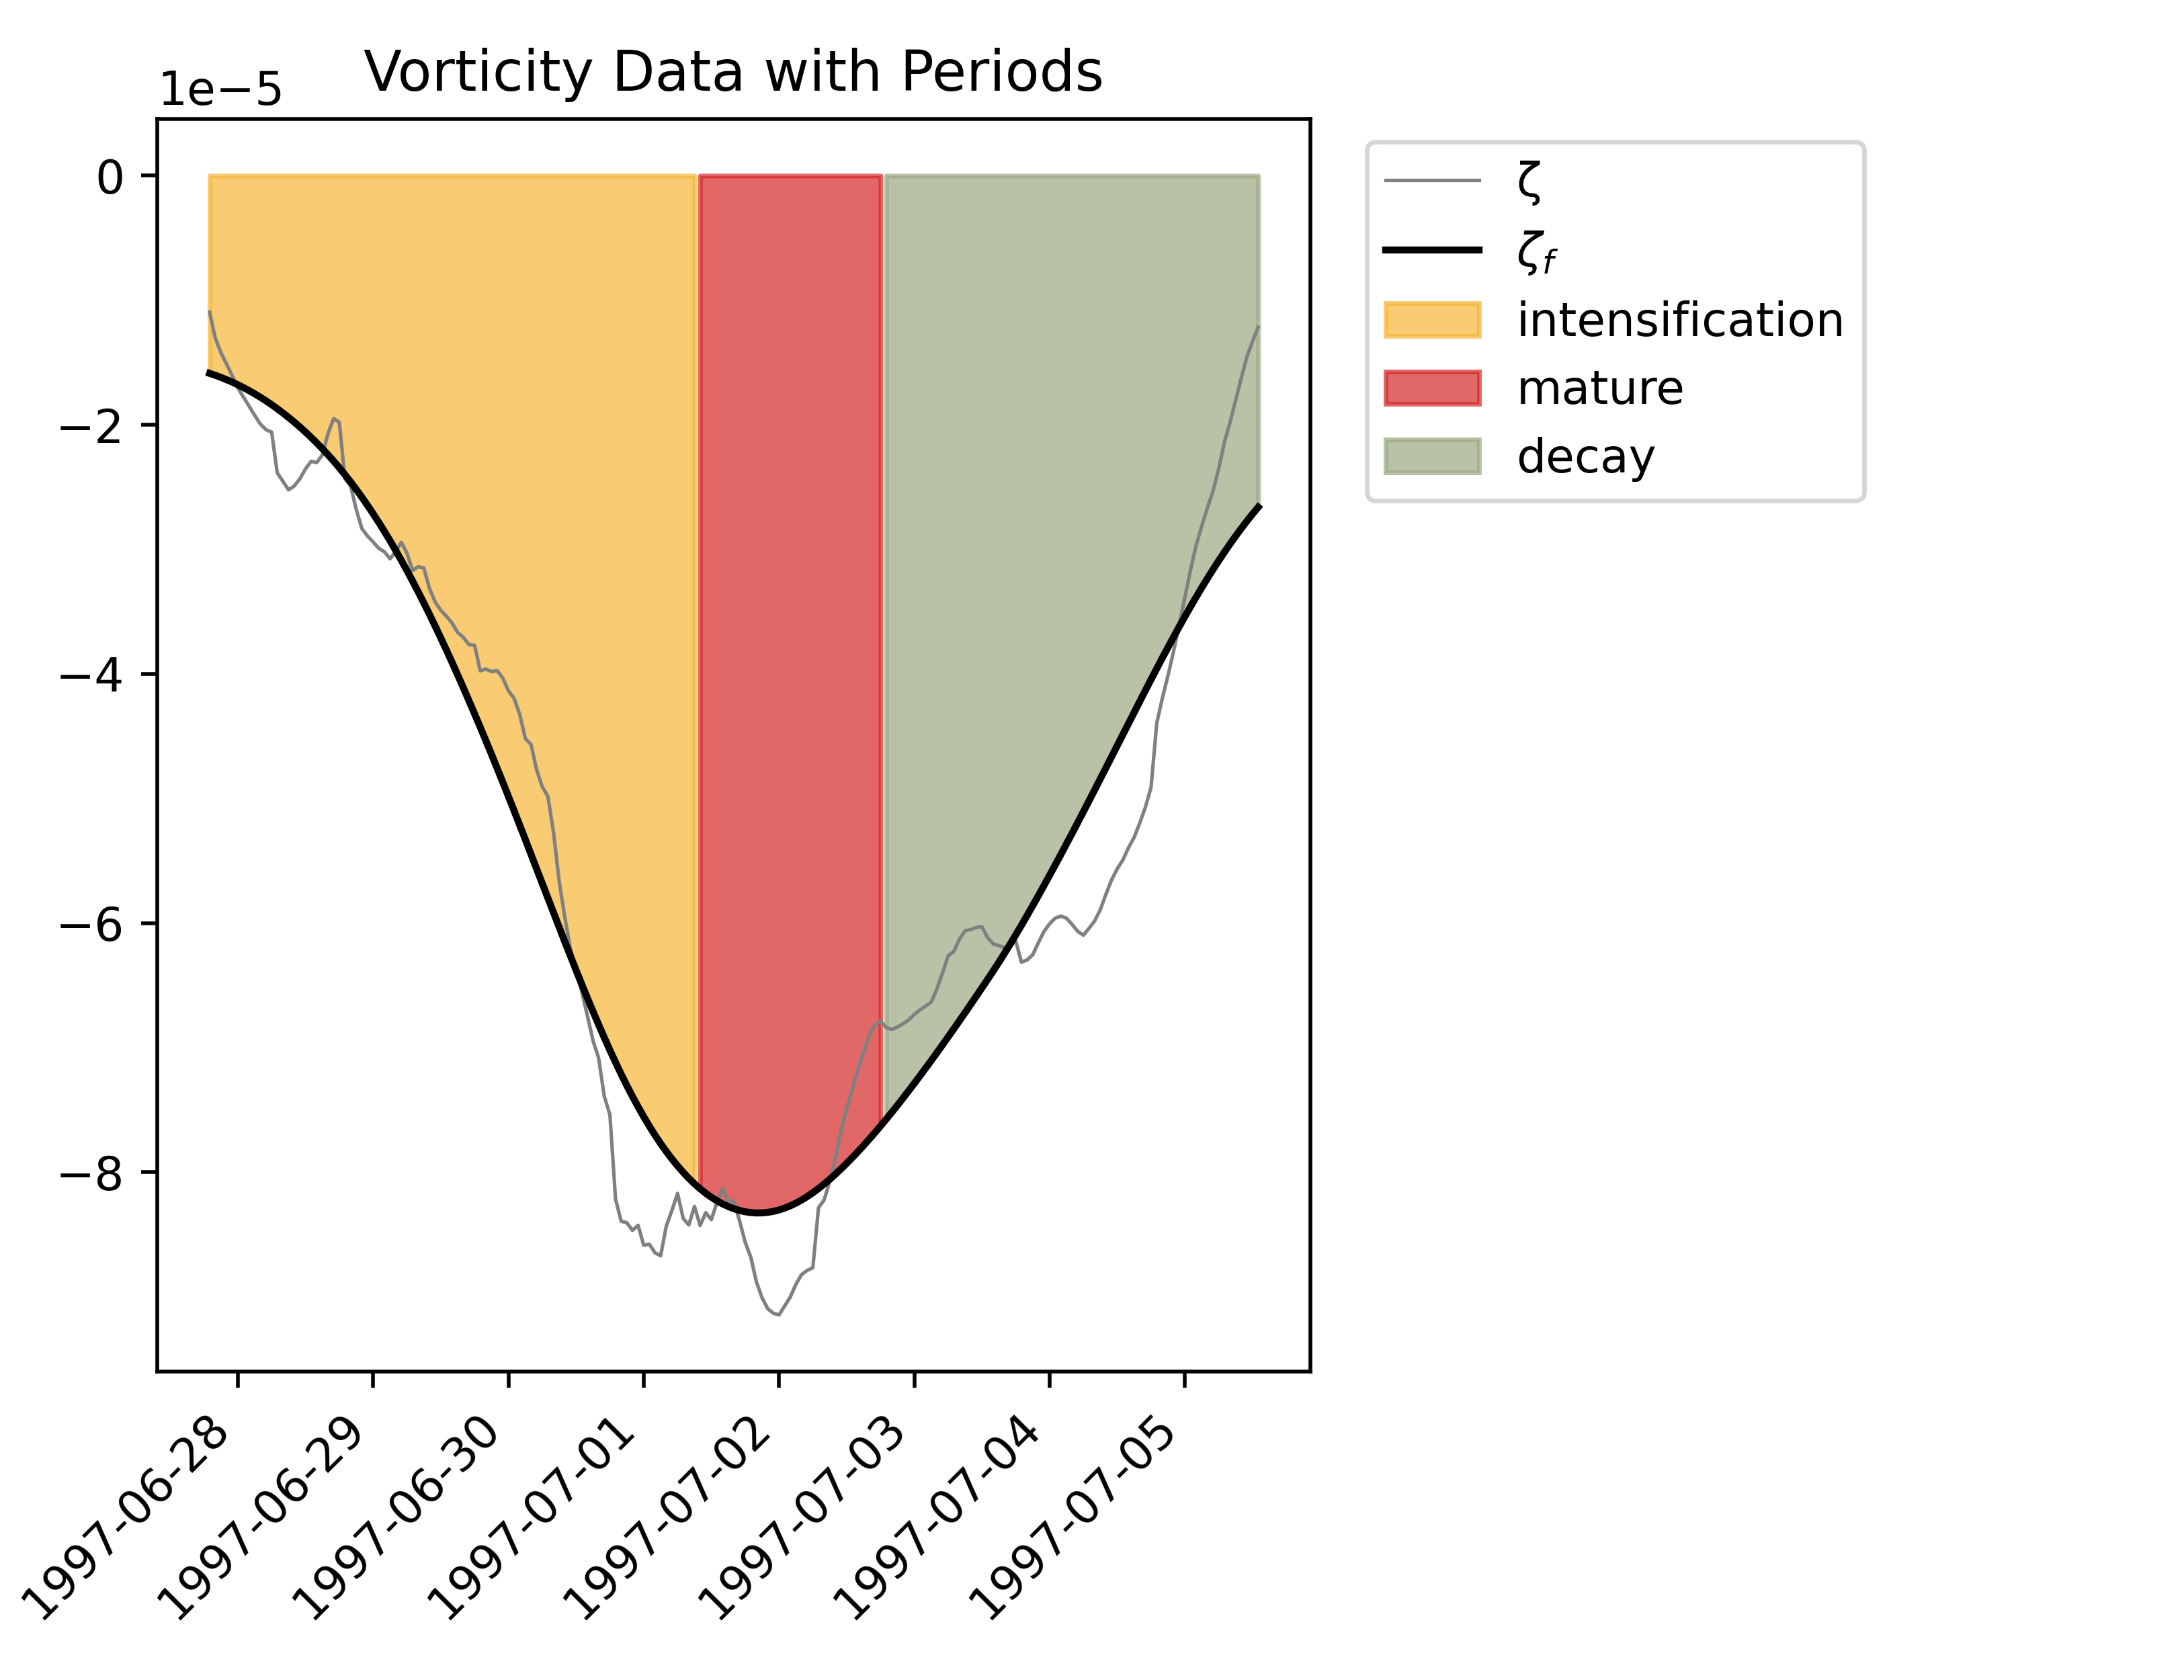 Vorticity Data with Periods
1e−5
0
−2
−4
−6
−8
1997-06-28
1997-06-29
1997-06-30
1997-07-01
1997-07-02
1997-07-03
1997-07-04
1997-07-05
ζ
ζf
intensification
mature
decay